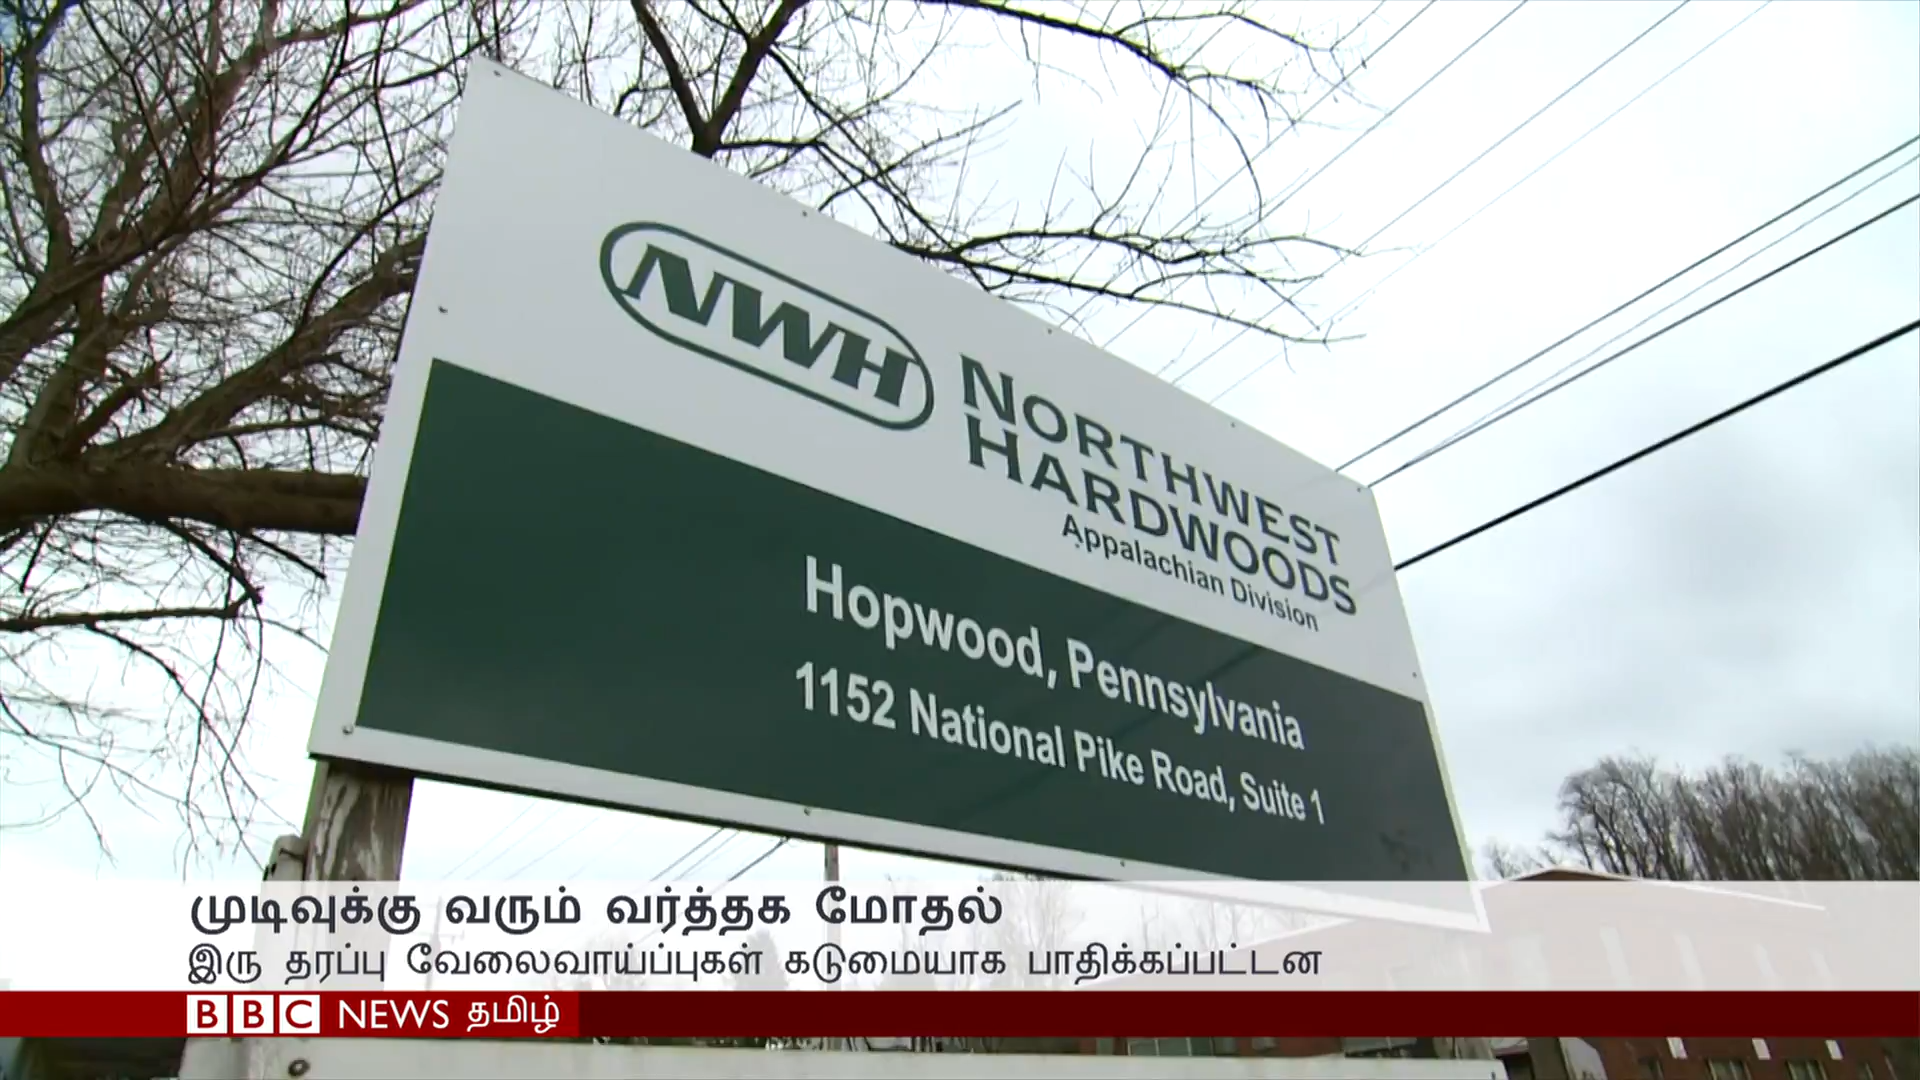 NWH
NORTHWEST
HARDWOODS
Appalachian Division
Hopwood, Pennsylvania
1152 National Pike Road, Suite 1
முடிவுக்கு வரும் வர்த்தக மோதல்
இரு தரப்பு வேலைவாய்ப்புகள் கடுமையாக பாதிக்கப்பட்டன
BBC NEWS தமிழ்